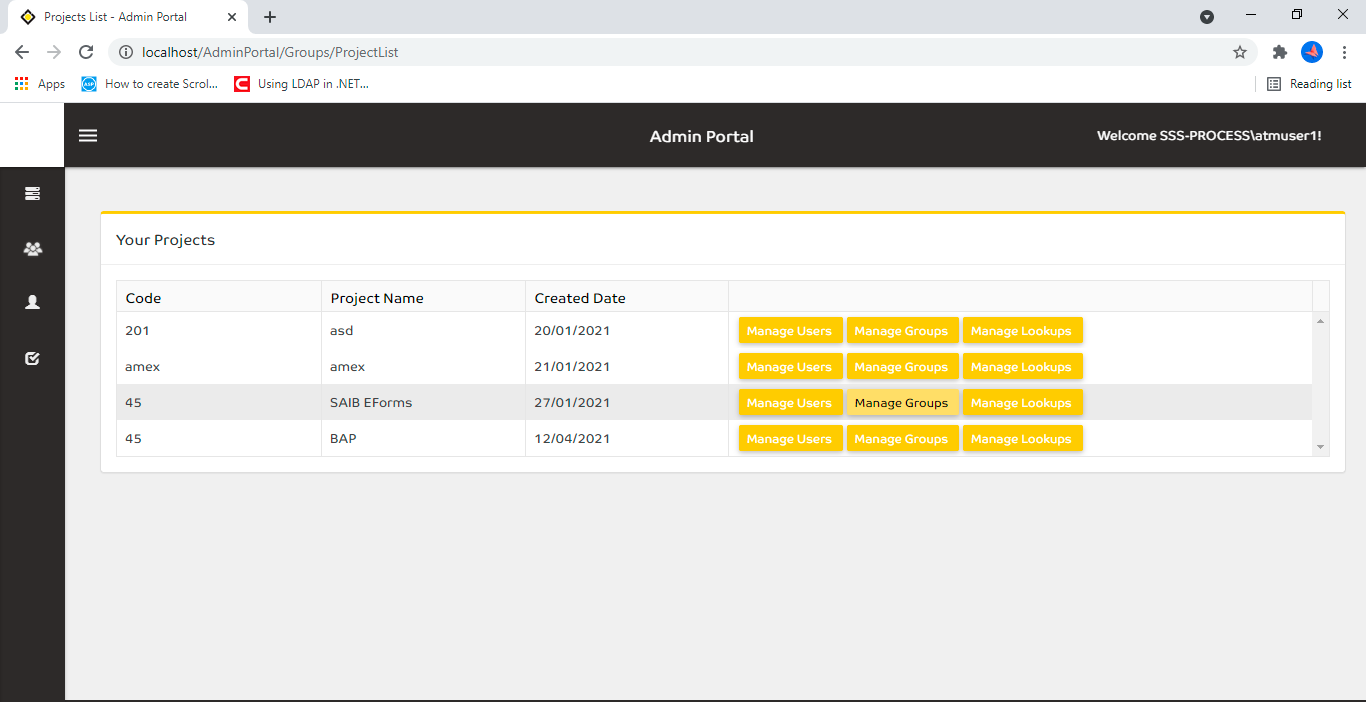 Projects List - Admin Portal
localhost/AdminPortal/Groups/ProjectList
Apps ASP How to create Scrol... Using LDAP in .NET... Reading list
Admin Portal Welcome SSS-PROCESS\atmuser1!
Your Projects
Code Project Name Created Date
201 asd 20/01/2021 Manage Users Manage Groups Manage Lookups
amex amex 21/01/2021 Manage Users Manage Groups Manage Lookups
45 SAIB EForms 27/01/2021 Manage Users Manage Groups Manage Lookups
45 BAP 12/04/2021 Manage Users Manage Groups Manage Lookups